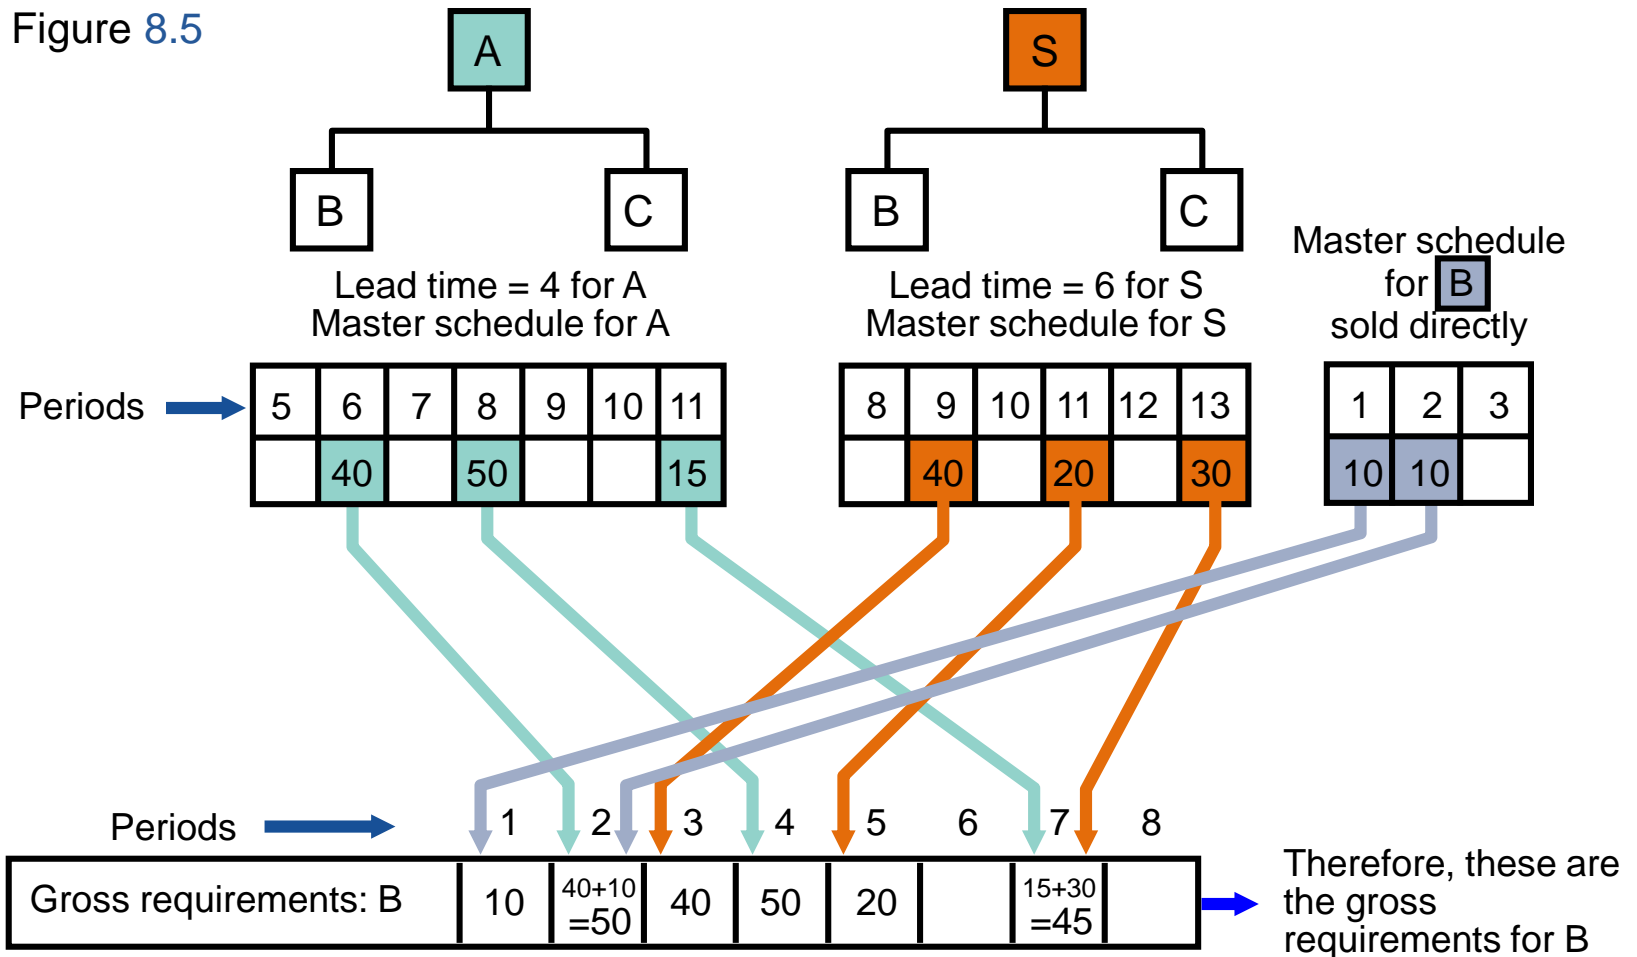 Figure 8.5
A
S
B
C
B
C
Lead time = 4 for A
Master schedule for A
Lead time = 6 for S
Master schedule for S
Master schedule
for B
sold directly
Periods
5 6 7 8 9 10 11
40 50 15
8 9 10 11 12 13
40 20 30
1 2 3
10 10
Periods
1 2 3 4 5 6 7 8
Gross requirements: B
10
40+10
=50
40
50
20
15+30
=45
Therefore, these are
the gross
requirements for B